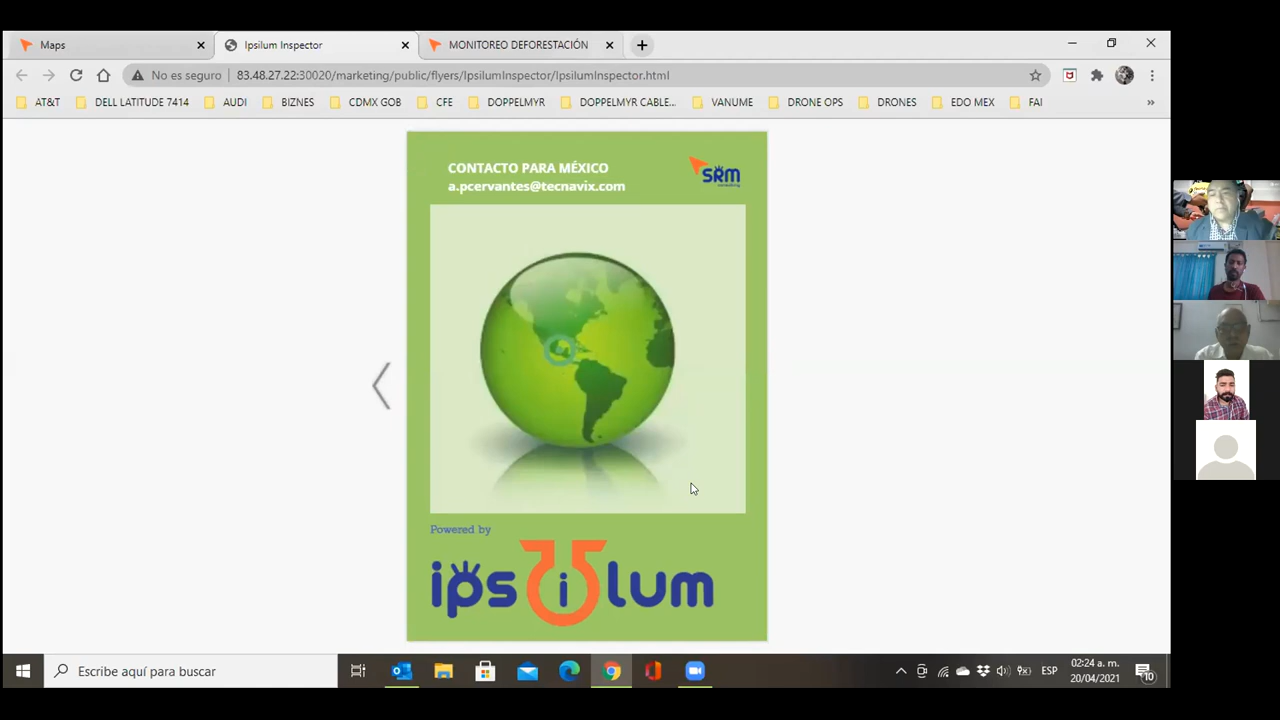 Maps
Ipsilum Inspector
MONITOREO DEFORESTACIÓN
No es seguro
83.48.27.22:30020/marketing/public/flyers/IpsilumInspector/IpsilumInspector.html
AT&T
DELL LATITUDE 7414
AUDI
BIZNES
CDMX GOB
CFE
DOPPELMYR
DOPPELMYR CABLE...
VANUME
DRONE OPS
DRONES
EDO MEX
FAI
»
CONTACTO PARA MÉXICO
a.pcervantes@tecnavix.com
SRM
consulting
Powered by
ipsilum
Escribe aquí para buscar
ESP
02:24 a. m.
20/04/2021
10